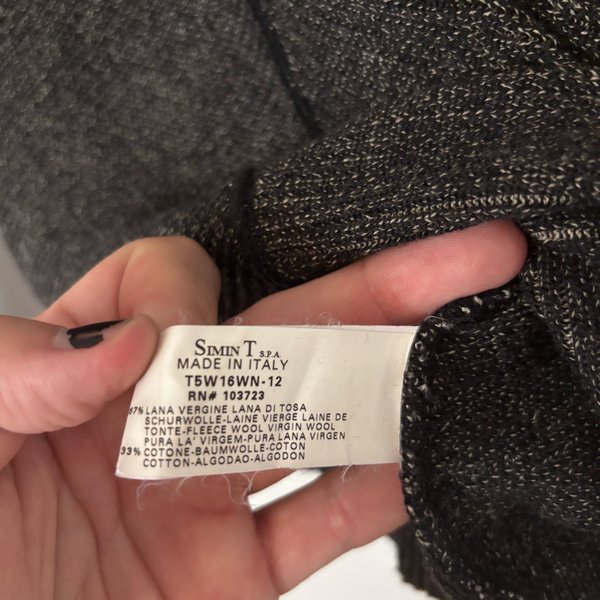 SIMIN T S.P.A.
MADE IN ITALY
T5W16WN-12
RN# 103723
67% LANA VERGINE LANA DI TOSA
SCHURWOLLE-LAINE VIERGE LAINE DE
TONTE-FLEECE WOOL VIRGIN WOOL
PURA LA' VIRGEM-PURA LANA VIRGEN
33% COTONE-BAUMWOLLE-COTON
COTTON-ALGODAO-ALGODON